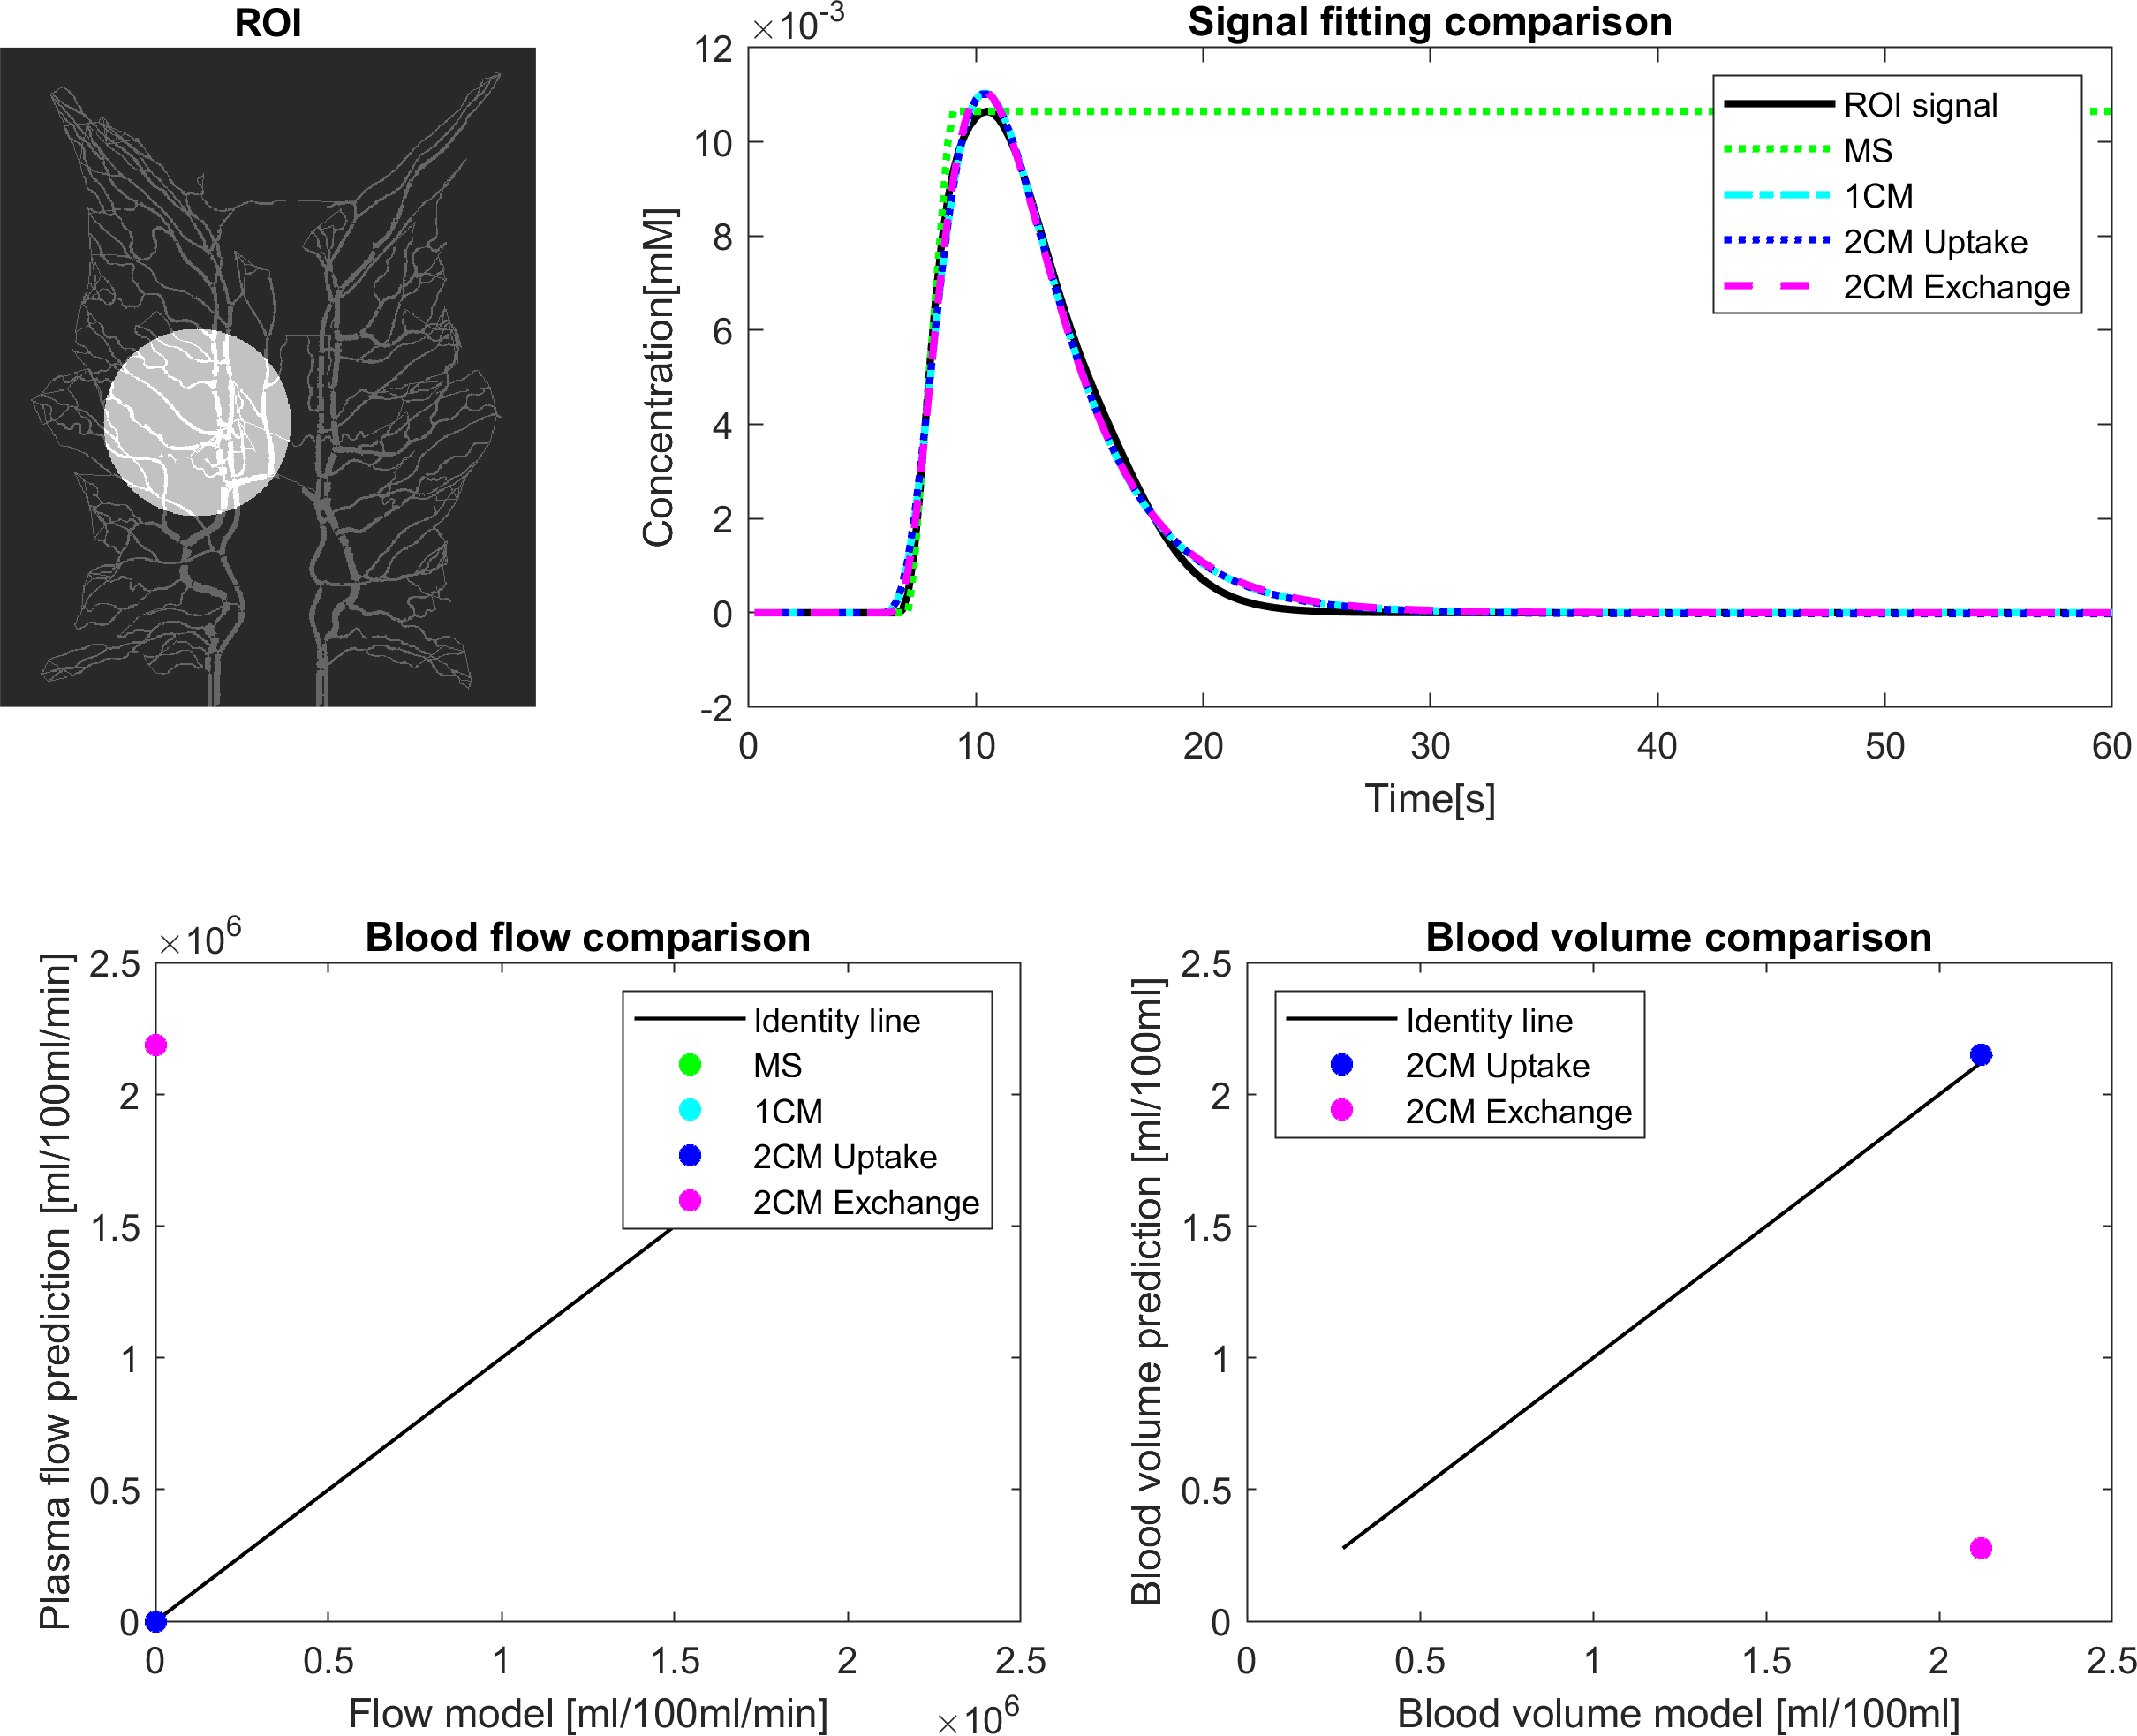 ROI
Signal fitting comparison
×10-3
12
10
8
6
4
2
0
-2
Concentration[mM]
0 10 20 30 40 50 60
Time[s]
ROI signal
MS
1CM
2CM Uptake
2CM Exchange
Blood flow comparison
×106
2.5
2
1.5
1
0.5
0
Plasma flow prediction [ml/100ml/min]
Identity line
MS
1CM
2CM Uptake
2CM Exchange
0 0.5 1 1.5 2 2.5
Flow model [ml/100ml/min]
×106
Blood volume comparison
2.5
2
1.5
1
0.5
0
Blood volume prediction [ml/100ml]
Identity line
2CM Uptake
2CM Exchange
0 0.5 1 1.5 2 2.5
Blood volume model [ml/100ml]